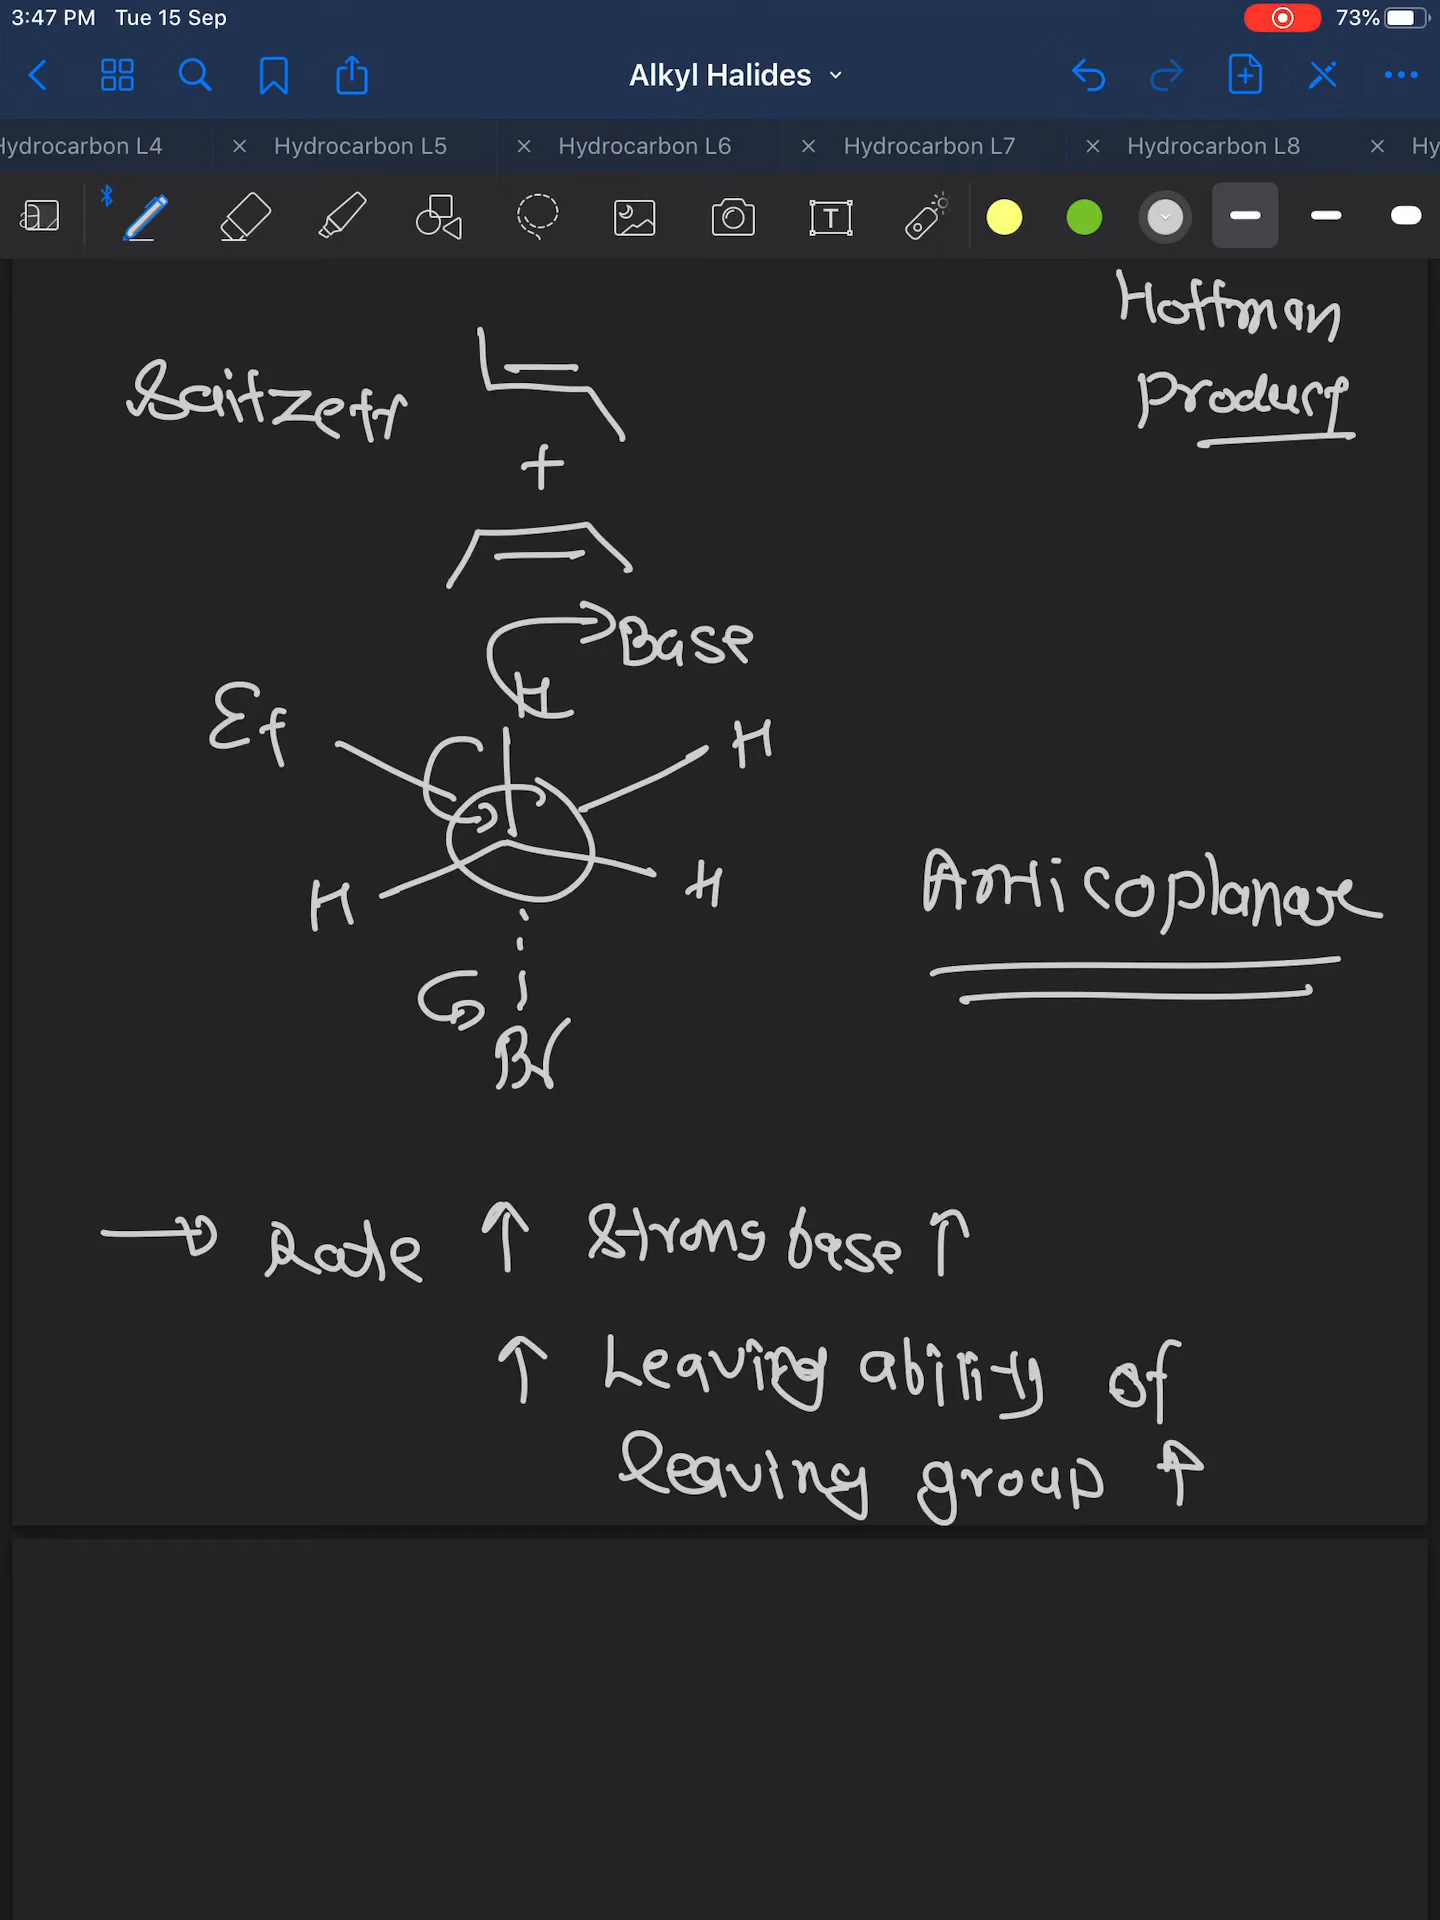 3:47 PM Tue 15 Sep
73%
Alkyl Halides
Hydrocarbon L4
Hydrocarbon L5
Hydrocarbon L6
Hydrocarbon L7
Hydrocarbon L8
Hy
T
Hoffman
Product
Saitzeff
+
Base
H
Et
H
H
H
Br
Anticoplanar
→ Rate ↑ Strong base ↑
↑ Leaving ability of
leaving group ↑